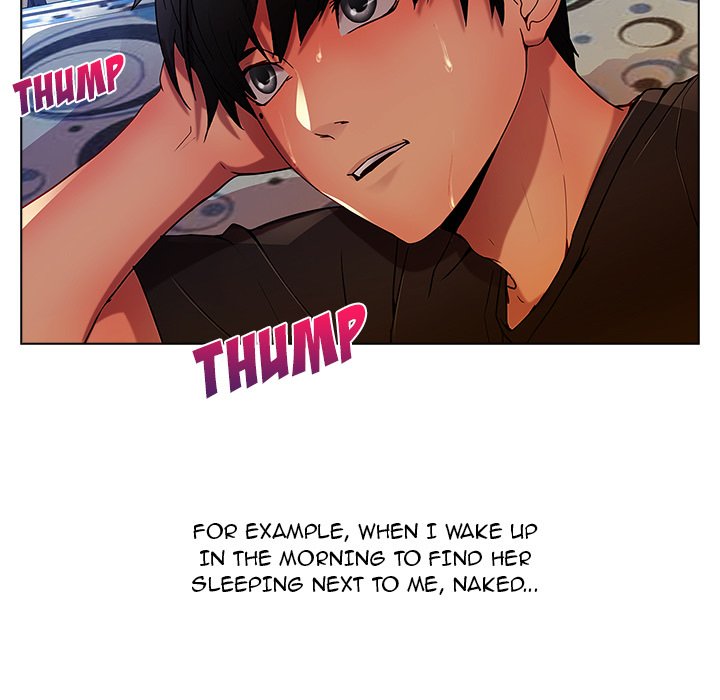 THUMP
THUMP
FOR EXAMPLE, WHEN I WAKE UP
IN THE MORNING TO FIND HER
SLEEPING NEXT TO ME, NAKED...